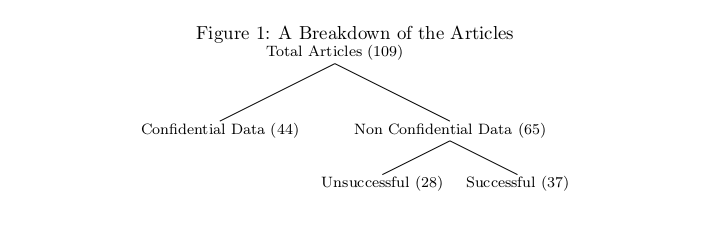 Figure 1: A Breakdown of the Articles
Total Articles (109)
Confidential Data (44)
Non Confidential Data (65)
Unsuccessful (28)
Successful (37)